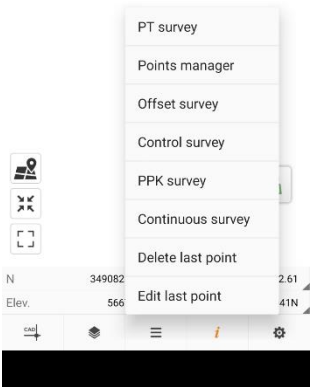 PT survey
Points manager
Offset survey
Control survey
PPK survey
Continuous survey
Delete last point
Edit last point
N 349082 2.61
Elev. 566 41N
CAD i